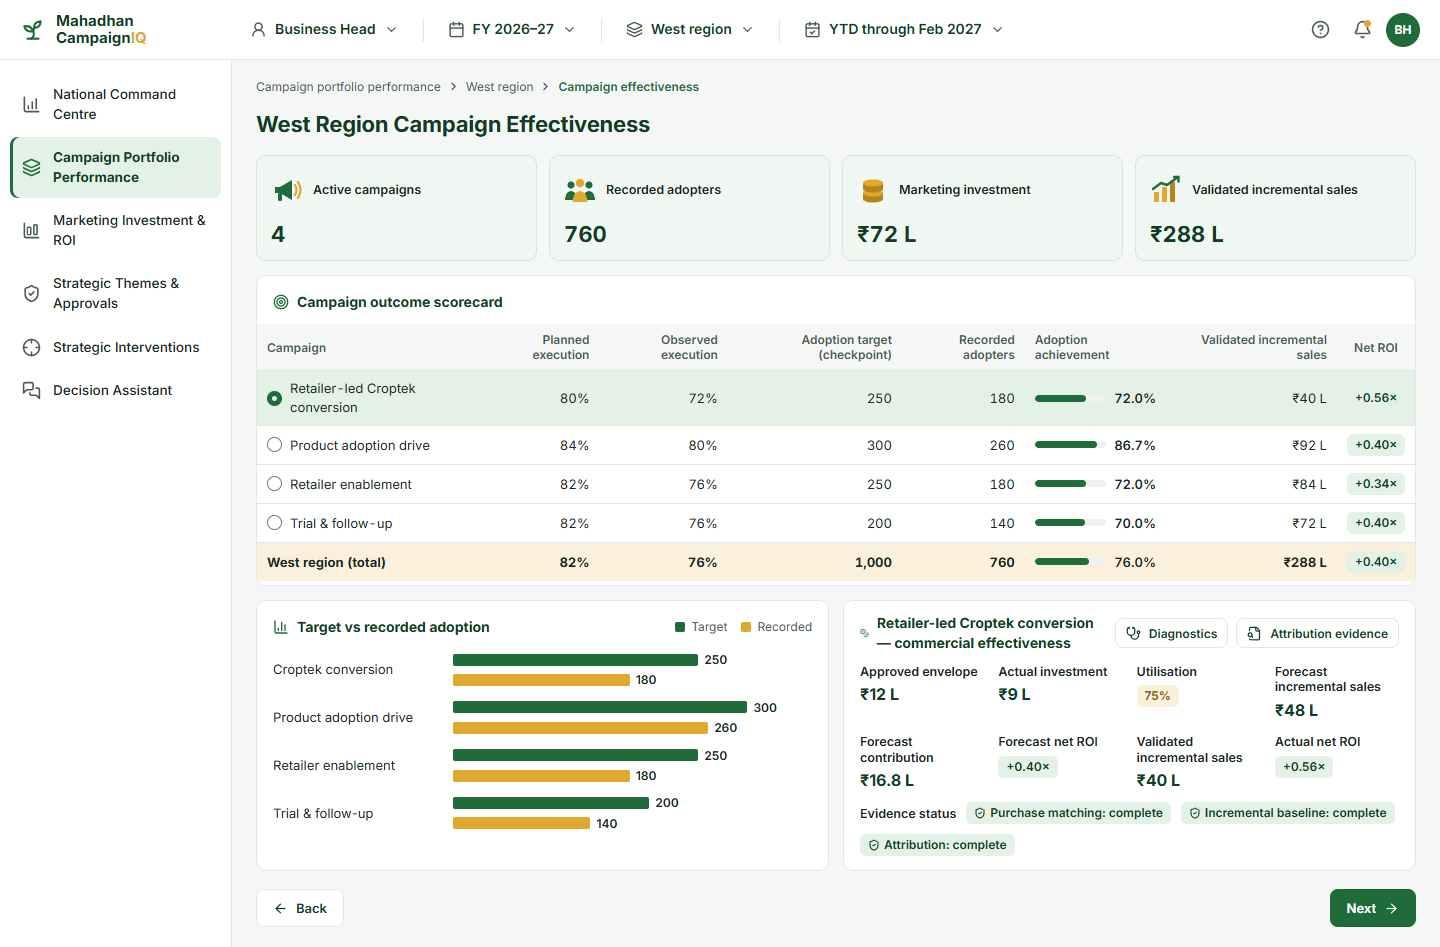 Mahadhan
CampaignIQ
Business Head
FY 2026–27
West region
YTD through Feb 2027
BH
National Command
Centre
Campaign Portfolio
Performance
Marketing Investment &
ROI
Strategic Themes &
Approvals
Strategic Interventions
Decision Assistant
Campaign portfolio performance > West region > Campaign effectiveness
West Region Campaign Effectiveness
Active campaigns
4
Recorded adopters
760
Marketing investment
₹72 L
Validated incremental sales
₹288 L
Campaign outcome scorecard
Campaign
Planned
execution
Observed
execution
Adoption target
(checkpoint)
Recorded
adopters
Adoption
achievement
Validated incremental
sales
Net ROI
Retailer-led Croptek
conversion
80% 72% 250 180 72.0% ₹40 L +0.56×
Product adoption drive 84% 80% 300 260 86.7% ₹92 L +0.40×
Retailer enablement 82% 76% 250 180 72.0% ₹84 L +0.34×
Trial & follow-up 82% 76% 200 140 70.0% ₹72 L +0.40×
West region (total) 82% 76% 1,000 760 76.0% ₹288 L +0.40×
Target vs recorded adoption
Target
Recorded
Croptek conversion
250
180
Product adoption drive
300
260
Retailer enablement
250
180
Trial & follow-up
200
140
Retailer-led Croptek conversion
— commercial effectiveness
Diagnostics
Attribution evidence
Approved envelope
₹12 L
Actual investment
₹9 L
Utilisation
75%
Forecast
incremental sales
₹48 L
Forecast
contribution
₹16.8 L
Forecast net ROI
+0.40×
Validated
incremental sales
₹40 L
Actual net ROI
+0.56×
Evidence status
Purchase matching: complete
Incremental baseline: complete
Attribution: complete
Back
Next